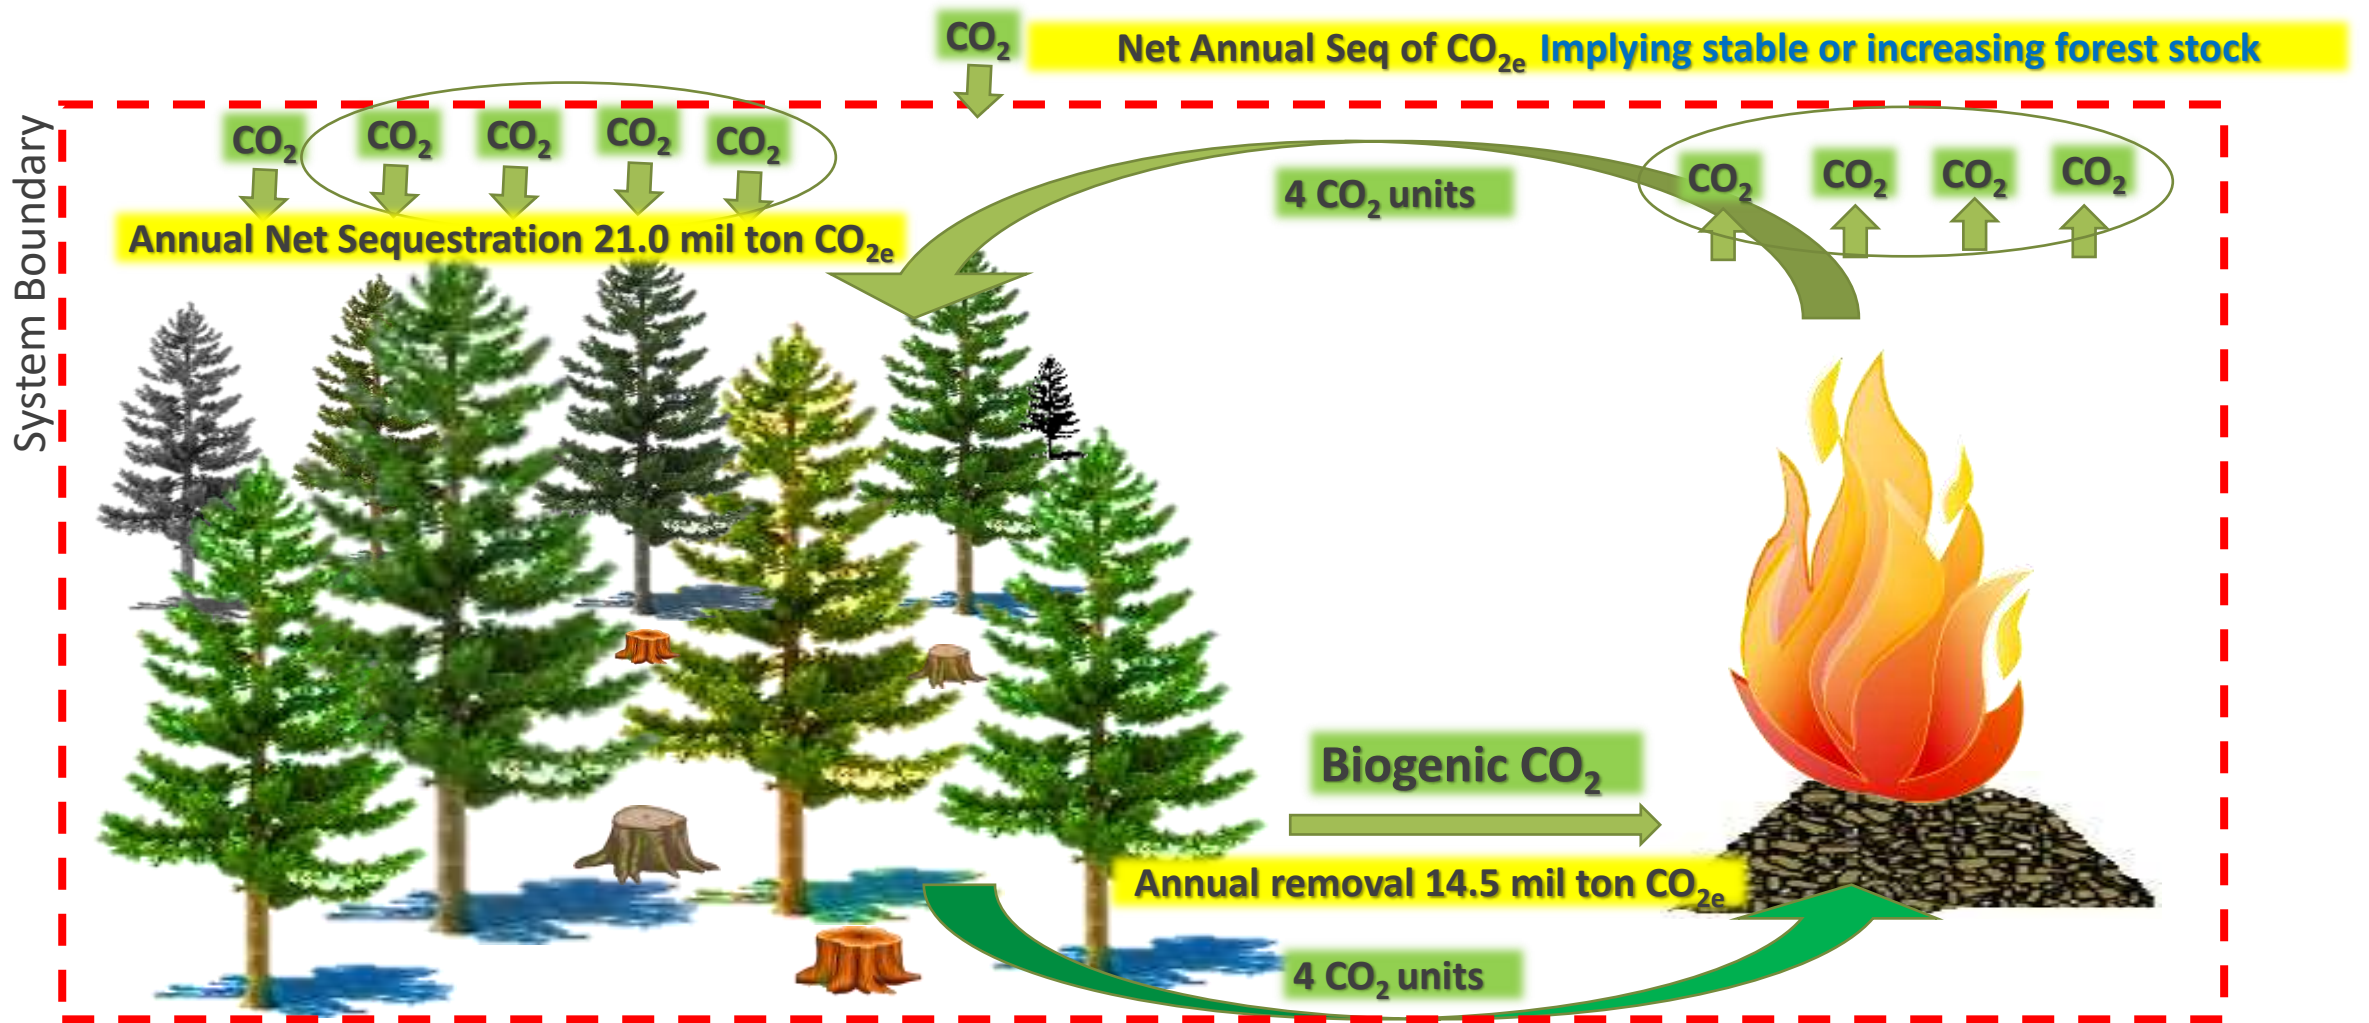 CO₂
Net Annual Seq of CO₂ₑ Implying stable or increasing forest stock
System Boundary
CO₂ CO₂ CO₂ CO₂ CO₂
CO₂ CO₂ CO₂ CO₂
4 CO₂ units
Annual Net Sequestration 21.0 mil ton CO₂ₑ
Biogenic CO₂
Annual removal 14.5 mil ton CO₂ₑ
4 CO₂ units